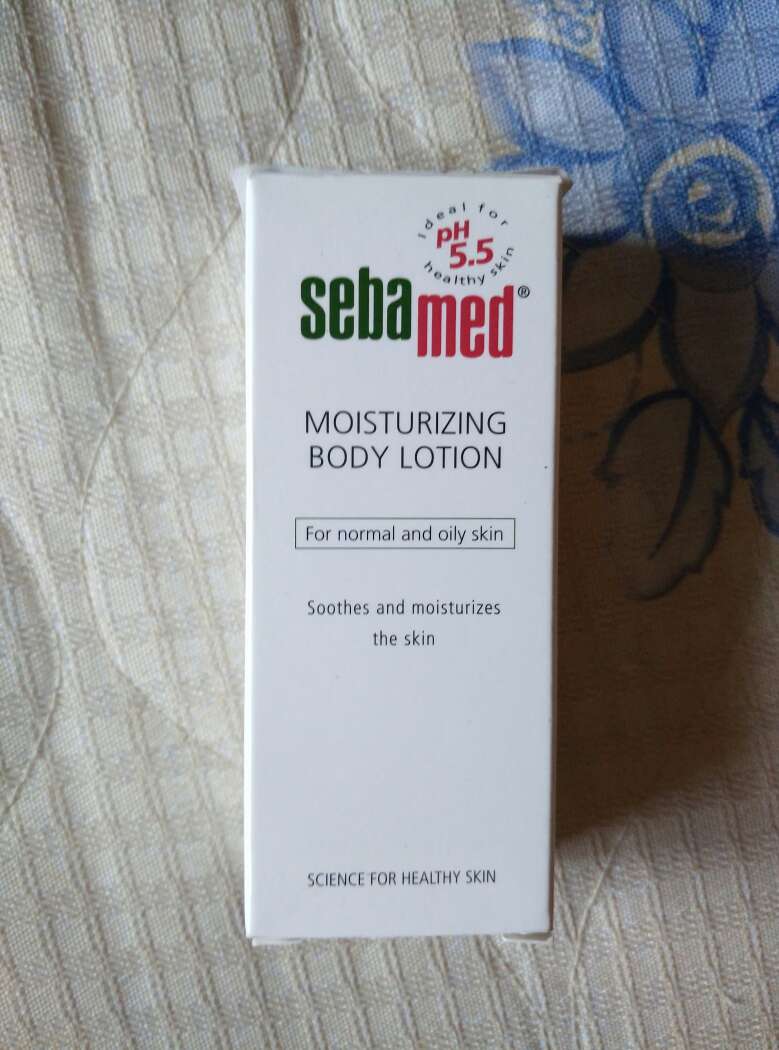 Ideal for
pH
5.5
healthy skin
sebamed®
MOISTURIZING
BODY LOTION
For normal and oily skin
Soothes and moisturizes
the skin
SCIENCE FOR HEALTHY SKIN